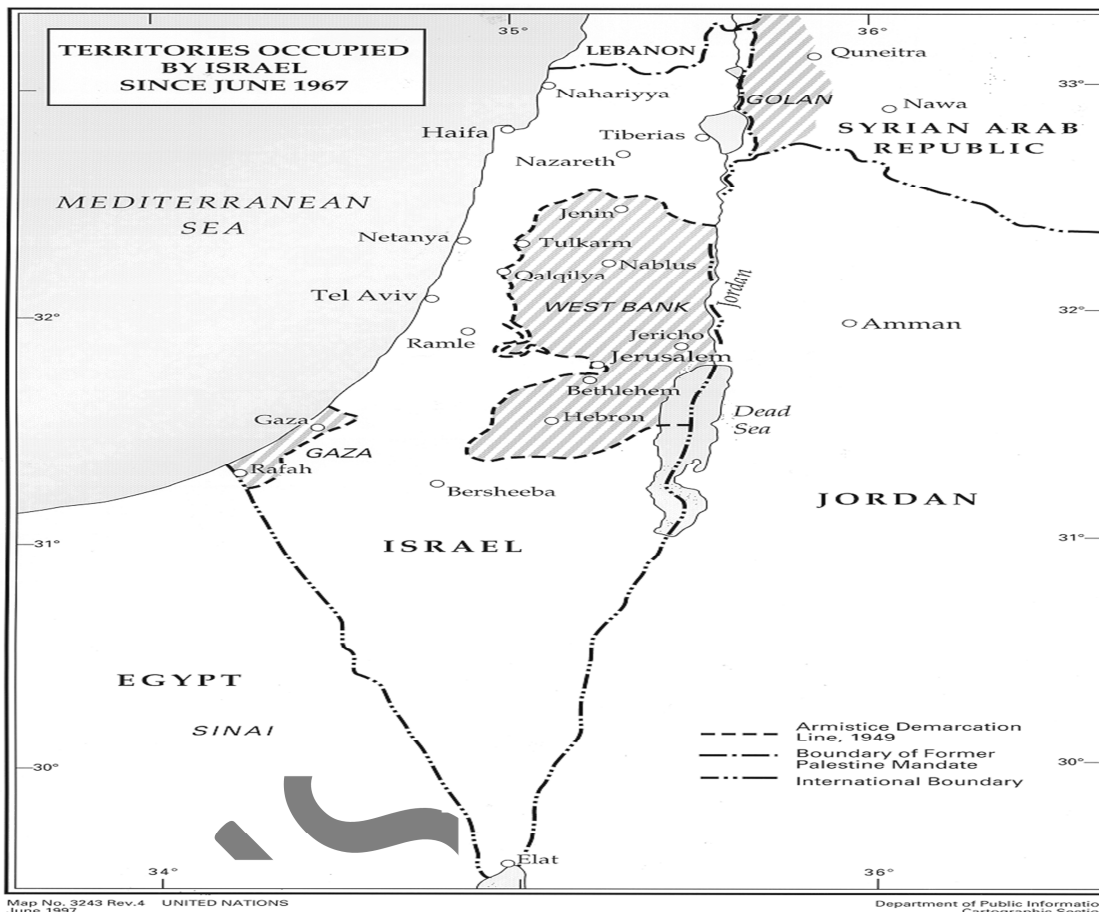 TERRITORIES OCCUPIED
BY ISRAEL
SINCE JUNE 1967
35°
36°
LEBANON
Quneitra
33°
Nahariyya
GOLAN
Nawa
Haifa
Tiberias
SYRIAN ARAB
REPUBLIC
Nazareth
MEDITERRANEAN
SEA
Jenin
Netanya
Tulkarm
Nablus
Qalqilya
Jordan
Tel Aviv
WEST BANK
32°
32°
Amman
Ramle
Jericho
Jerusalem
Bethlehem
Dead
Sea
Hebron
Gaza
GAZA
Rafah
Bersheeba
JORDAN
31°
ISRAEL
31°
EGYPT
SINAI
Armistice Demarcation
Line, 1949
Boundary of Former
Palestine Mandate
International Boundary
30°
30°
Elat
34°
36°
Map No. 3243 Rev.4 UNITED NATIONS
June 1997
Department of Public Informatio
Cartographic Sectio